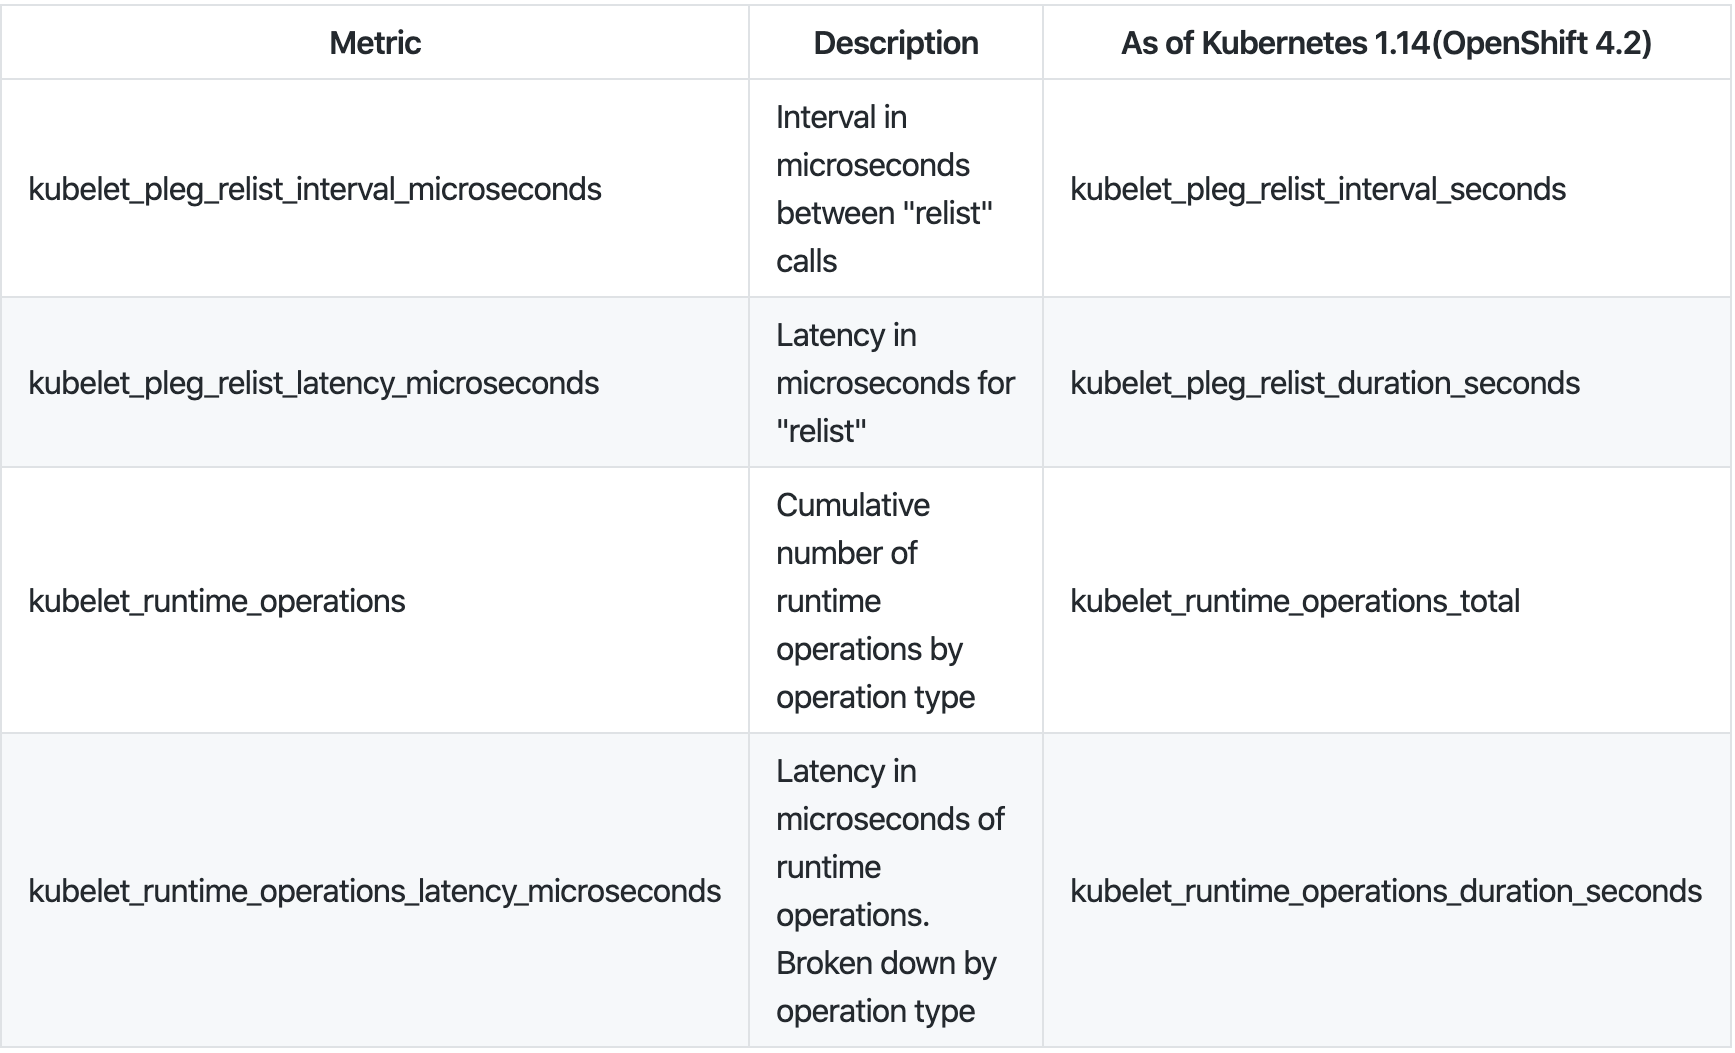 Metric
Description
As of Kubernetes 1.14(OpenShift 4.2)
kubelet_pleg_relist_interval_microseconds
Interval in
microseconds
between "relist"
calls
kubelet_pleg_relist_interval_seconds
kubelet_pleg_relist_latency_microseconds
Latency in
microseconds for
"relist"
kubelet_pleg_relist_duration_seconds
kubelet_runtime_operations
Cumulative
number of
runtime
operations by
operation type
kubelet_runtime_operations_total
kubelet_runtime_operations_latency_microseconds
Latency in
microseconds of
runtime
operations.
Broken down by
operation type
kubelet_runtime_operations_duration_seconds